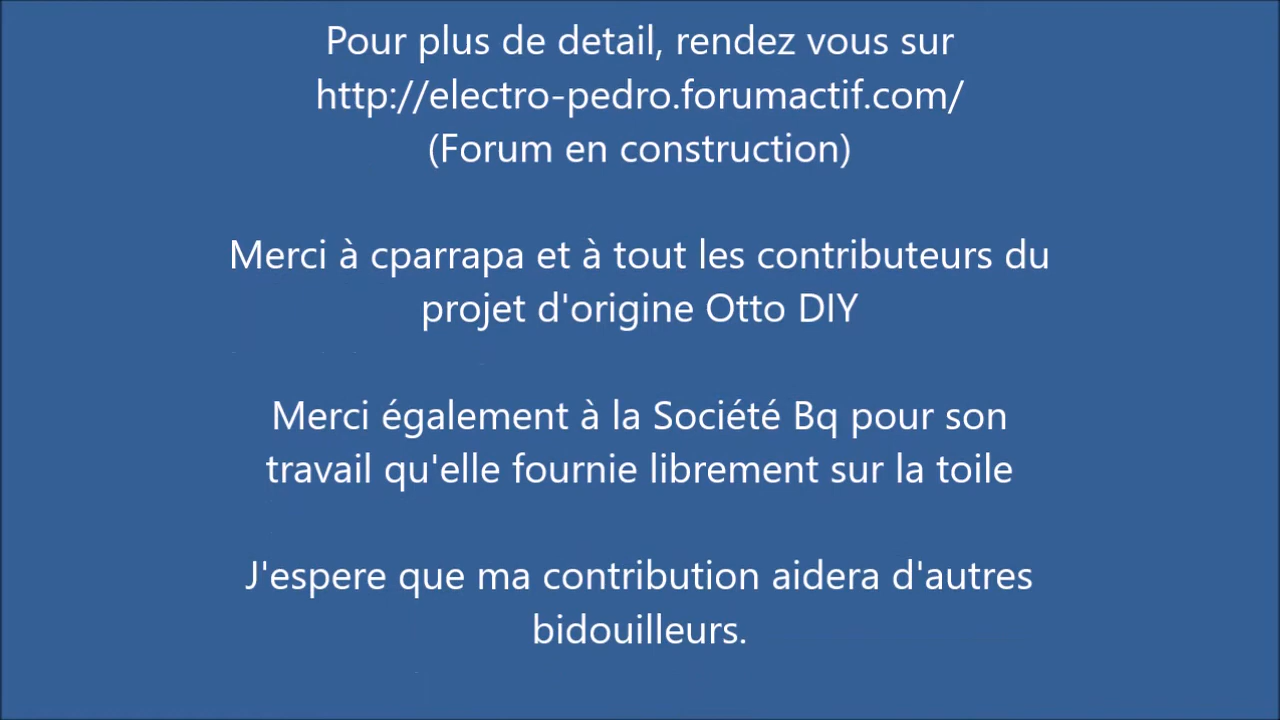 Pour plus de detail, rendez vous sur
http://electro-pedro.forumactif.com/
(Forum en construction)
Merci à cparrapa et à tout les contributeurs du
projet d'origine Otto DIY
Merci également à la Société Bq pour son
travail qu'elle fournie librement sur la toile
J'espere que ma contribution aidera d'autres
bidouilleurs.